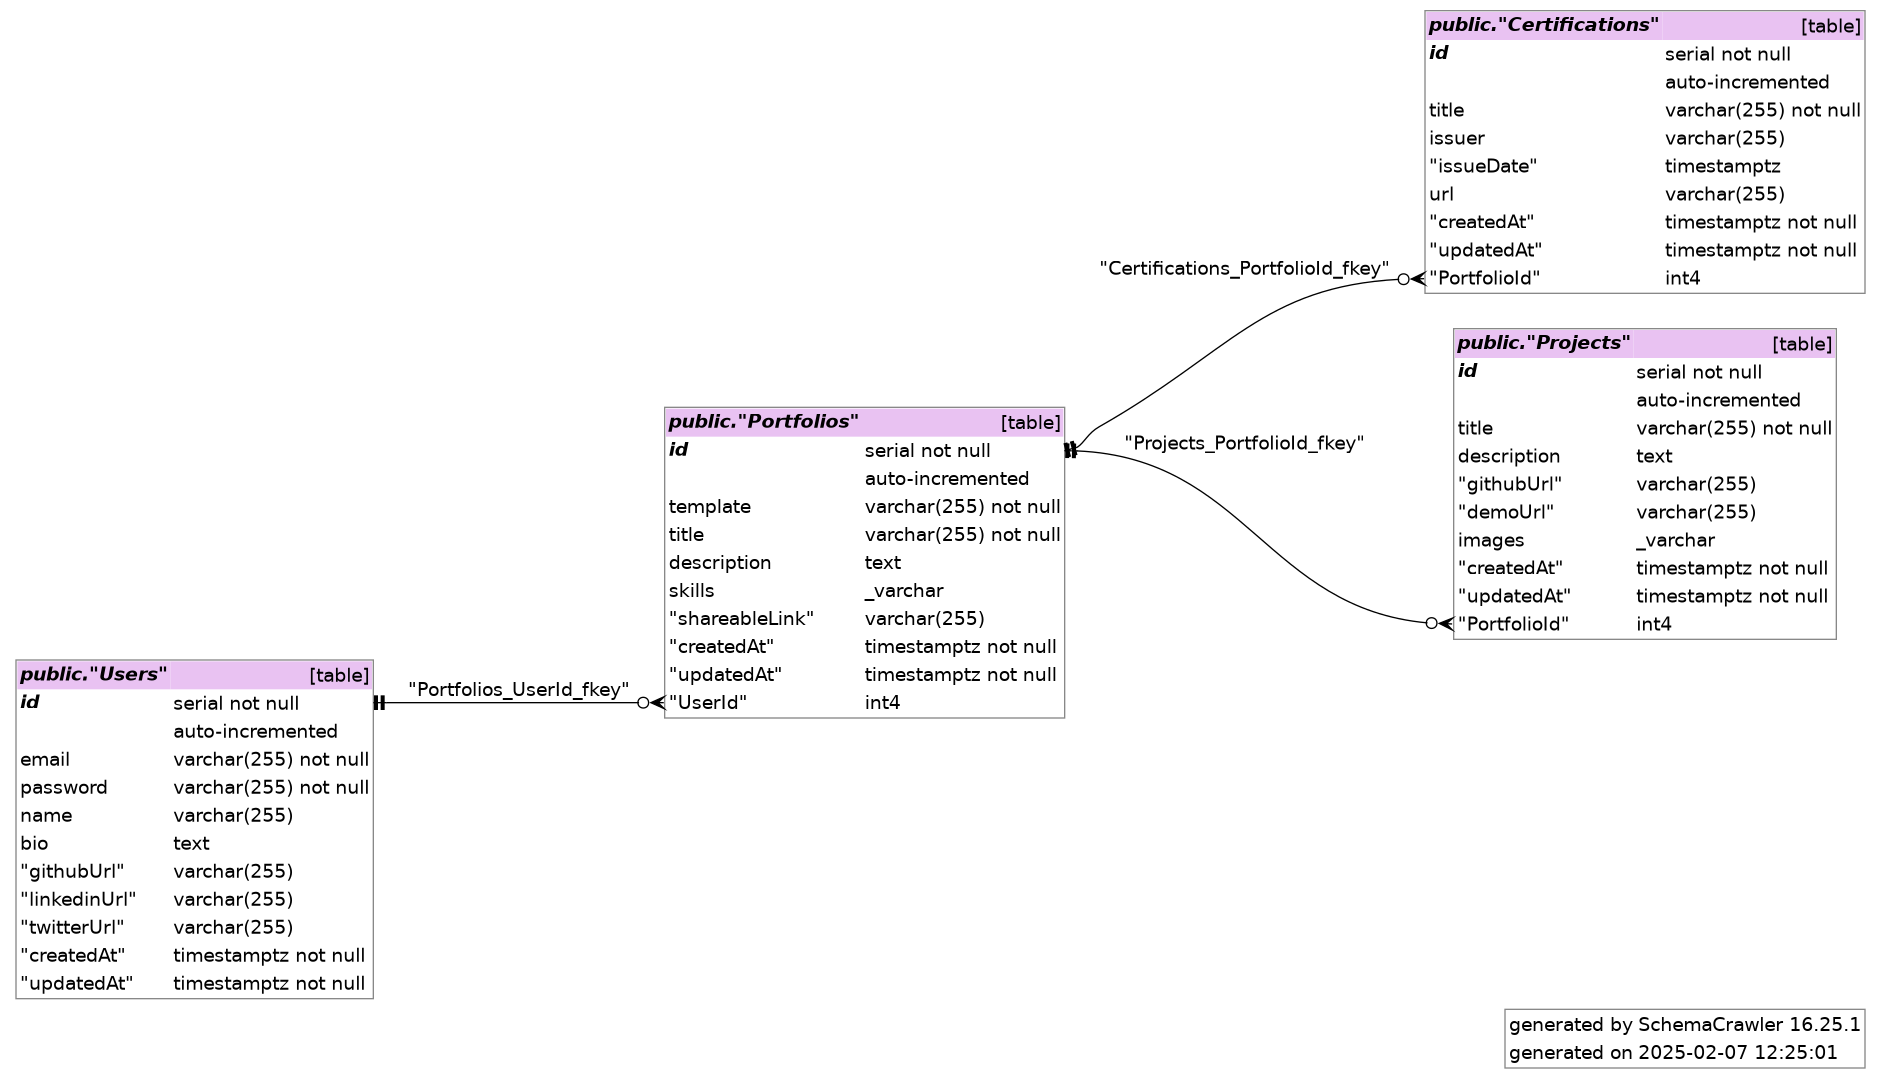 public."Certifications" [table]
id serial not null
auto-incremented
title varchar(255) not null
issuer varchar(255)
"issueDate" timestamptz
url varchar(255)
"createdAt" timestamptz not null
"updatedAt" timestamptz not null
"PortfolioId" int4
"Certifications_PortfolioId_fkey"
public."Projects" [table]
id serial not null
auto-incremented
title varchar(255) not null
description text
"githubUrl" varchar(255)
"demoUrl" varchar(255)
images _varchar
"createdAt" timestamptz not null
"updatedAt" timestamptz not null
"PortfolioId" int4
"Projects_PortfolioId_fkey"
public."Portfolios" [table]
id serial not null
auto-incremented
template varchar(255) not null
title varchar(255) not null
description text
skills _varchar
"shareableLink" varchar(255)
"createdAt" timestamptz not null
"updatedAt" timestamptz not null
"UserId" int4
"Portfolios_UserId_fkey"
public."Users" [table]
id serial not null
auto-incremented
email varchar(255) not null
password varchar(255) not null
name varchar(255)
bio text
"githubUrl" varchar(255)
"linkedinUrl" varchar(255)
"twitterUrl" varchar(255)
"createdAt" timestamptz not null
"updatedAt" timestamptz not null
generated by SchemaCrawler 16.25.1
generated on 2025-02-07 12:25:01